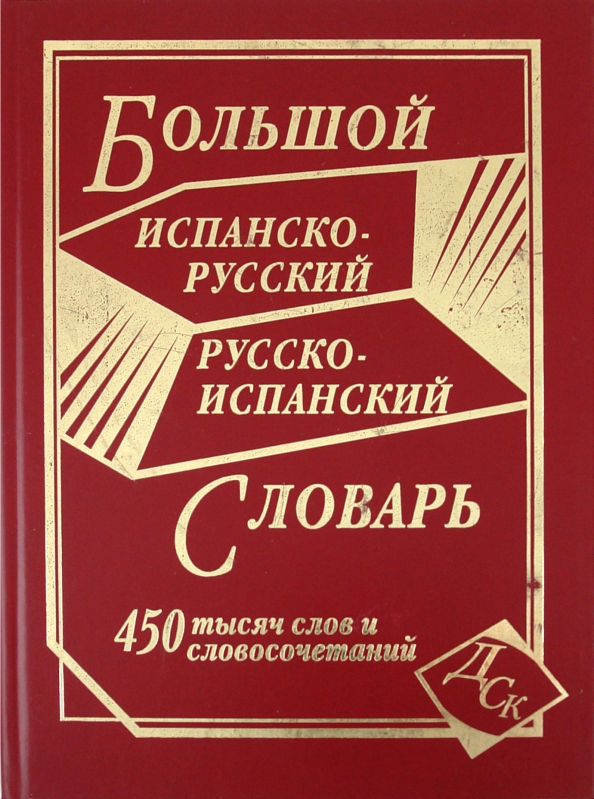 БОЛЬШОЙ
ИСПАНСКО-
РУССКИЙ
РУССКО-
ИСПАНСКИЙ
СЛОВАРЬ
450 тысяч слов и
словосочетаний
ДСК